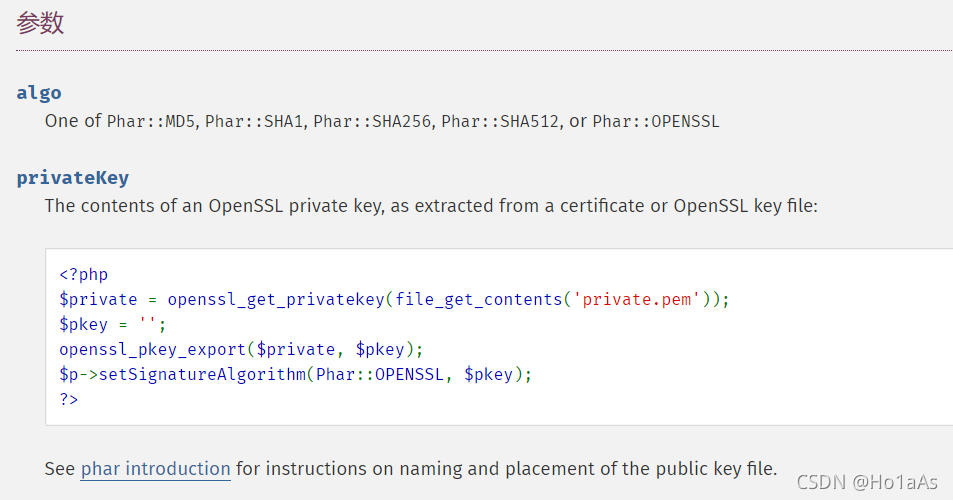 参数
algo
One of Phar::MD5, Phar::SHA1, Phar::SHA256, Phar::SHA512, or Phar::OPENSSL
privateKey
The contents of an OpenSSL private key, as extracted from a certificate or OpenSSL key file:
<?php
$private = openssl_get_privatekey(file_get_contents('private.pem'));
$pkey = '';
openssl_pkey_export($private, $pkey);
$p->setSignatureAlgorithm(Phar::OPENSSL, $pkey);
?>
See phar introduction for instructions on naming and placement of the public key file.
CSDN @Ho1aAs